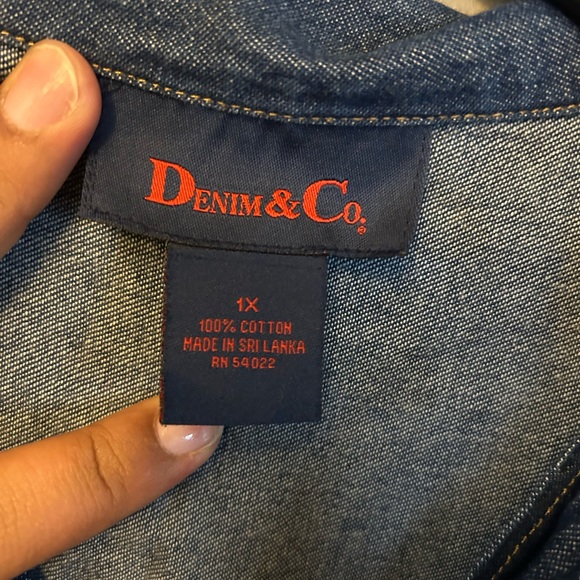 DENIM & CO.®
1X
100% COTTON
MADE IN SRI LANKA
RN 54022